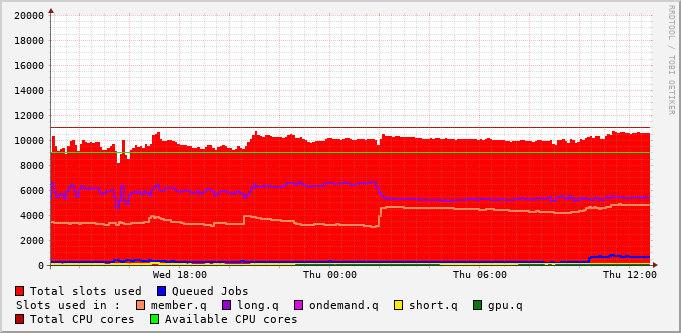 20000
18000
16000
14000
12000
10000
8000
6000
4000
2000
0
Wed 18:00 Thu 00:00 Thu 06:00 Thu 12:00
RRDTOOL / TOBI OETIKER
Total slots used Queued Jobs
Slots used in : member.q long.q ondemand.q short.q gpu.q
Total CPU cores Available CPU cores